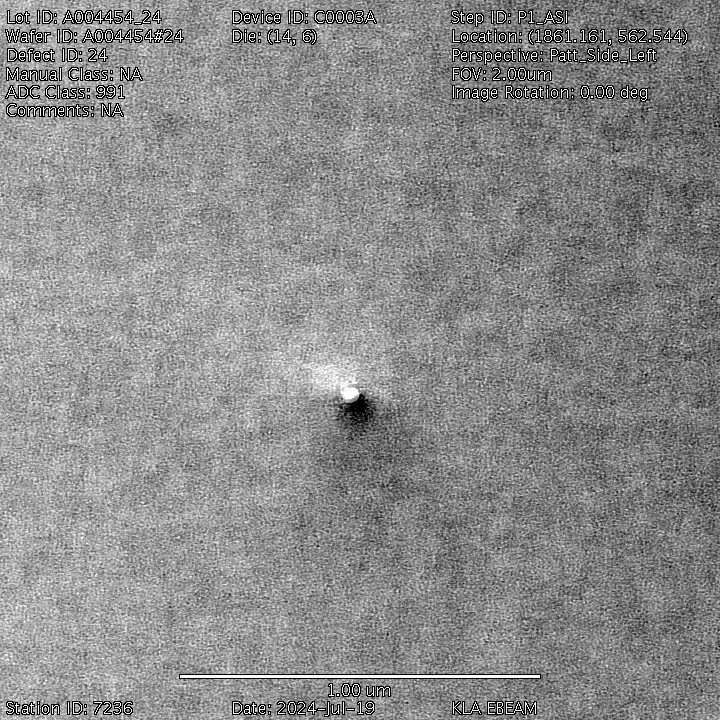 Lot ID: A004454_24 Device ID: C0003A Step ID: P1_ASI
Wafer ID: A004454#24 Die: (14, 6) Location: (1861.161, 562.544)
Defect ID: 24 Perspective: Patt_Side_Left
Manual Class: NA FOV: 2.00um
ADC Class: 991 Image Rotation: 0.00 deg
Comments: NA
1.00 um
Station ID: 7236 Date: 2024-Jul-19 KLA EBEAM